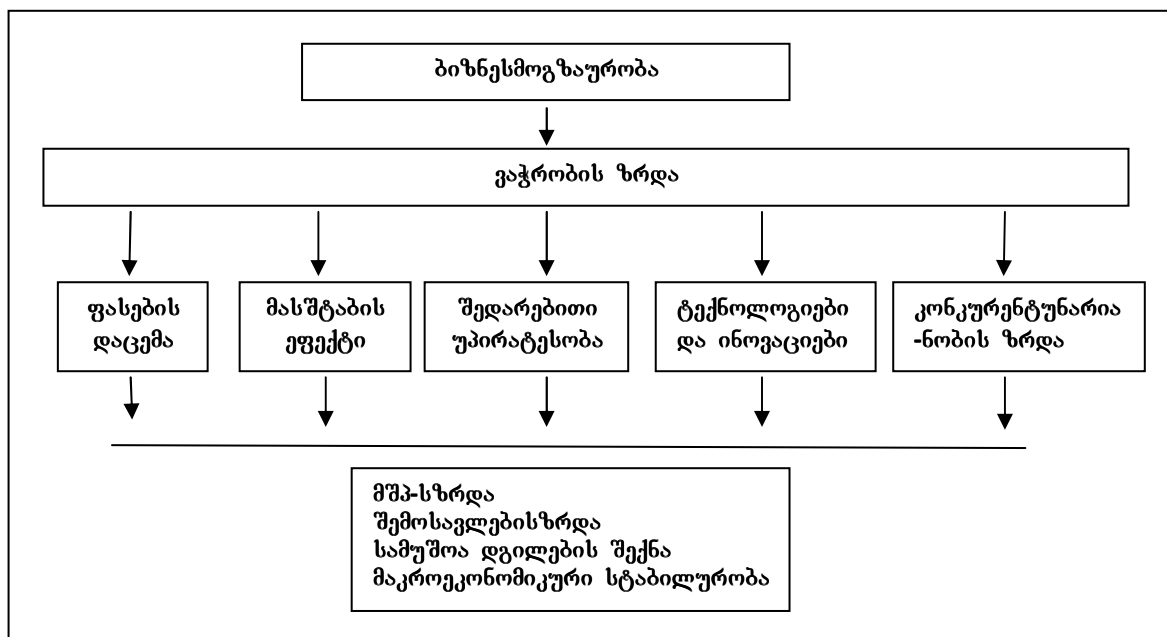 ბიზნესმოგზაურობა
ვაჭრობის ზრდა
ფასების
დაცემა
მასშტაბის
ეფექტი
შედარებითი
უპირატესობა
ტექნოლოგიები
და ინოვაციები
კონკურენტუნარია
-ნობის ზრდა
მშპ-სზრდა
შემოსავლებისზრდა
სამუშოა დგილების შექნა
მაკროეკონომიკური სტაბილურობა